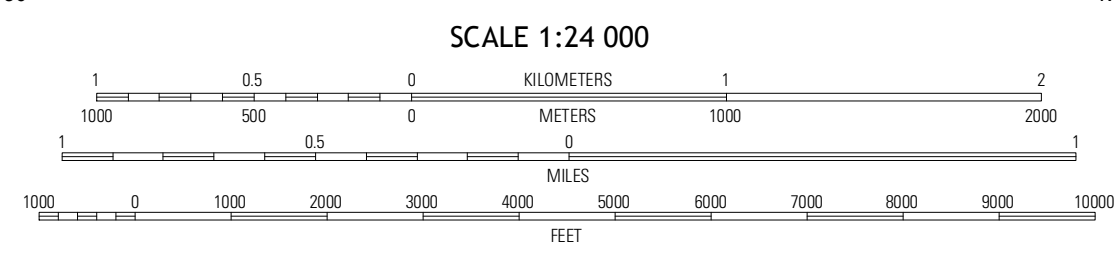 SCALE 1:24 000
1 0.5 0 KILOMETERS 1 2
1000 500 0 METERS 1000 2000
1 0.5 0 1
MILES
1000 0 1000 2000 3000 4000 5000 6000 7000 8000 9000 10000
FEET